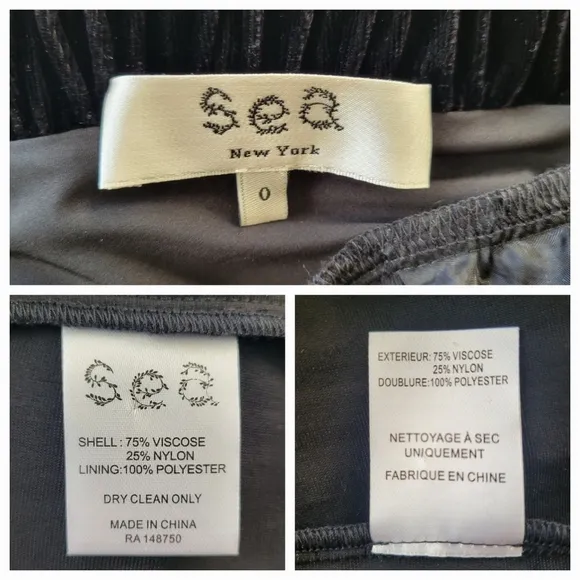 sea
New York
0
sea
SHELL : 75% VISCOSE
25% NYLON
LINING:100% POLYESTER
DRY CLEAN ONLY
MADE IN CHINA
RA 148750
EXTERIEUR: 75% VISCOSE
25% NYLON
DOUBLURE:100% POLYESTER
NETTOYAGE À SEC
UNIQUEMENT
FABRIQUE EN CHINE